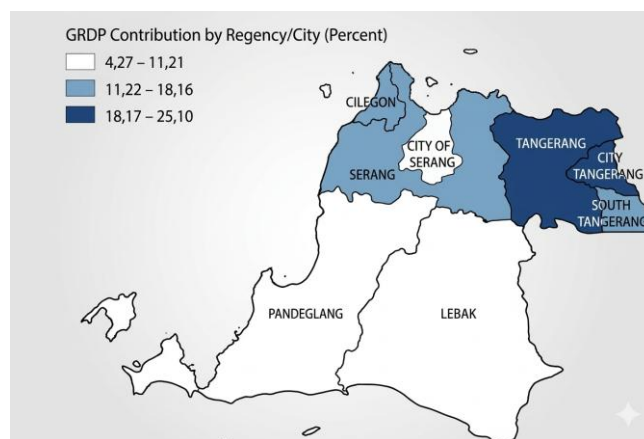 GRDP Contribution by Regency/City (Percent)
4,27 – 11,21
11,22 – 18,16
18,17 – 25,10
CILEGON
CITY OF
SERANG
SERANG
TANGERANG
CITY
TANGERANG
SOUTH
TANGERANG
PANDEGLANG
LEBAK